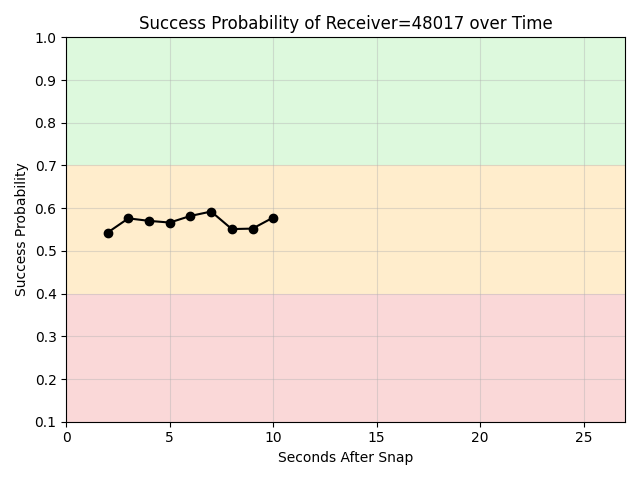 Success Probability of Receiver=48017 over Time
1.0
0.9
0.8
0.7
0.6
0.5
0.4
0.3
0.2
0.1
Success Probability
0 5 10 15 20 25
Seconds After Snap